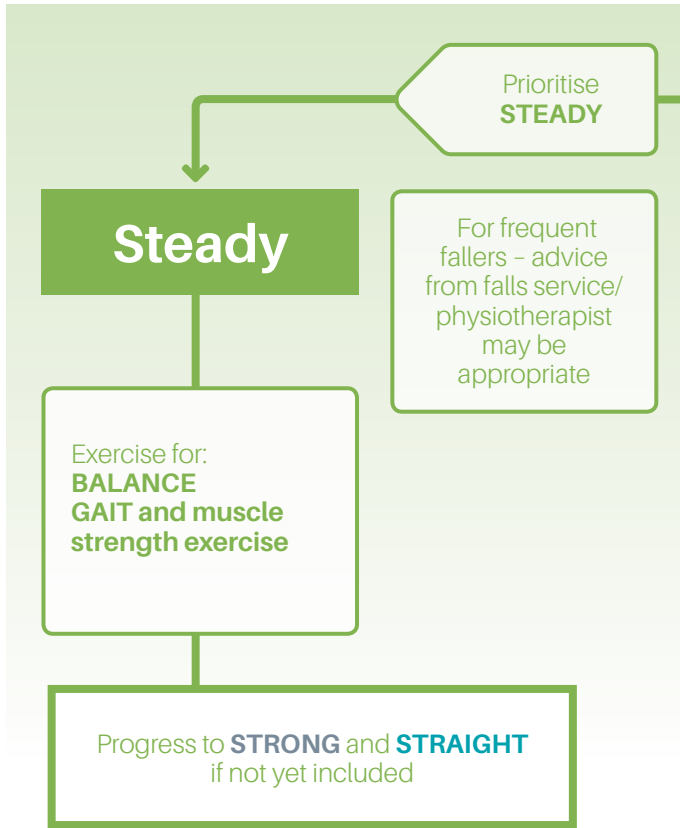 Prioritise
STEADY
Steady
For frequent
fallers – advice
from falls service/
physiotherapist
may be
appropriate
Exercise for:
BALANCE
GAIT and muscle
strength exercise
Progress to STRONG and STRAIGHT
if not yet included